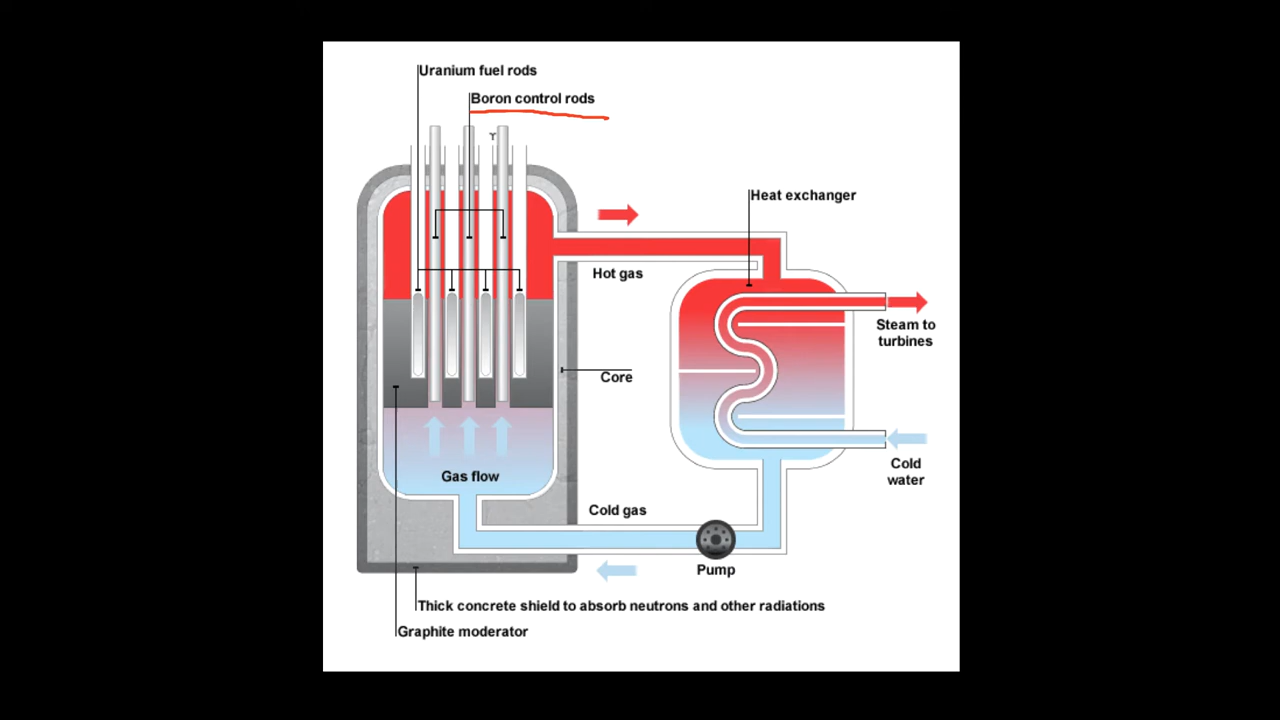 Uranium fuel rods
Boron control rods
Heat exchanger
Hot gas
Steam to
turbines
Core
Cold
water
Gas flow
Cold gas
Pump
Thick concrete shield to absorb neutrons and other radiations
Graphite moderator